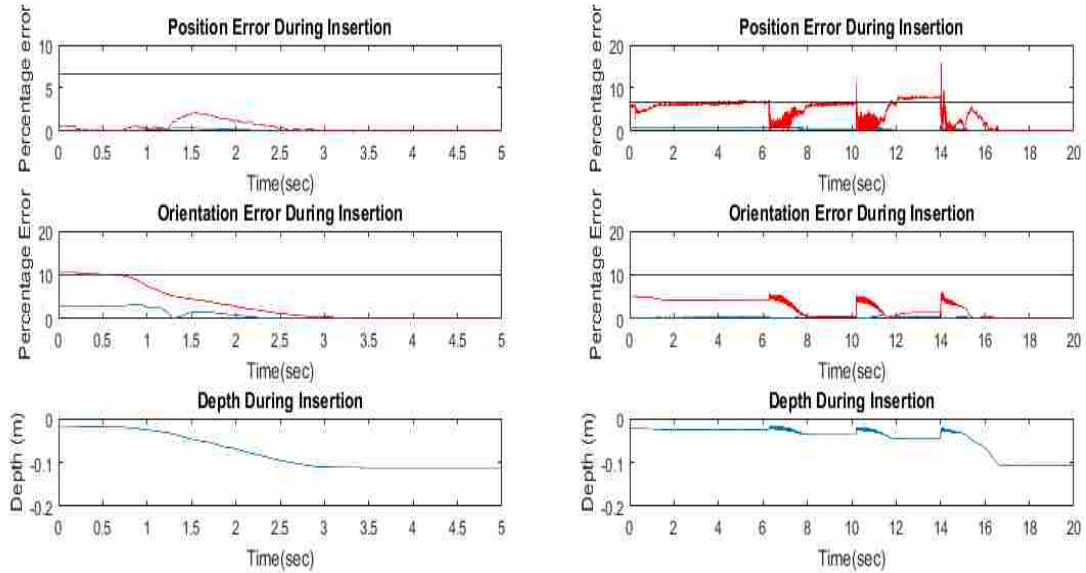 Position Error During Insertion
Percentage error
10
5
0
0 0.5 1 1.5 2 2.5 3 3.5 4 4.5 5
Time(sec)
Orientation Error During Insertion
Percentage Error
20
10
0
0 0.5 1 1.5 2 2.5 3 3.5 4 4.5 5
Time(sec)
Depth During Insertion
Depth (m)
0
-0.1
-0.2
0 0.5 1 1.5 2 2.5 3 3.5 4 4.5 5
Time(sec)
Position Error During Insertion
Percentage error
20
10
0
0 2 4 6 8 10 12 14 16 18 20
Time(sec)
Orientation Error During Insertion
Percentage Error
20
10
0
0 2 4 6 8 10 12 14 16 18 20
Time(sec)
Depth During Insertion
Depth (m)
0
-0.1
-0.2
0 2 4 6 8 10 12 14 16 18 20
Time(sec)